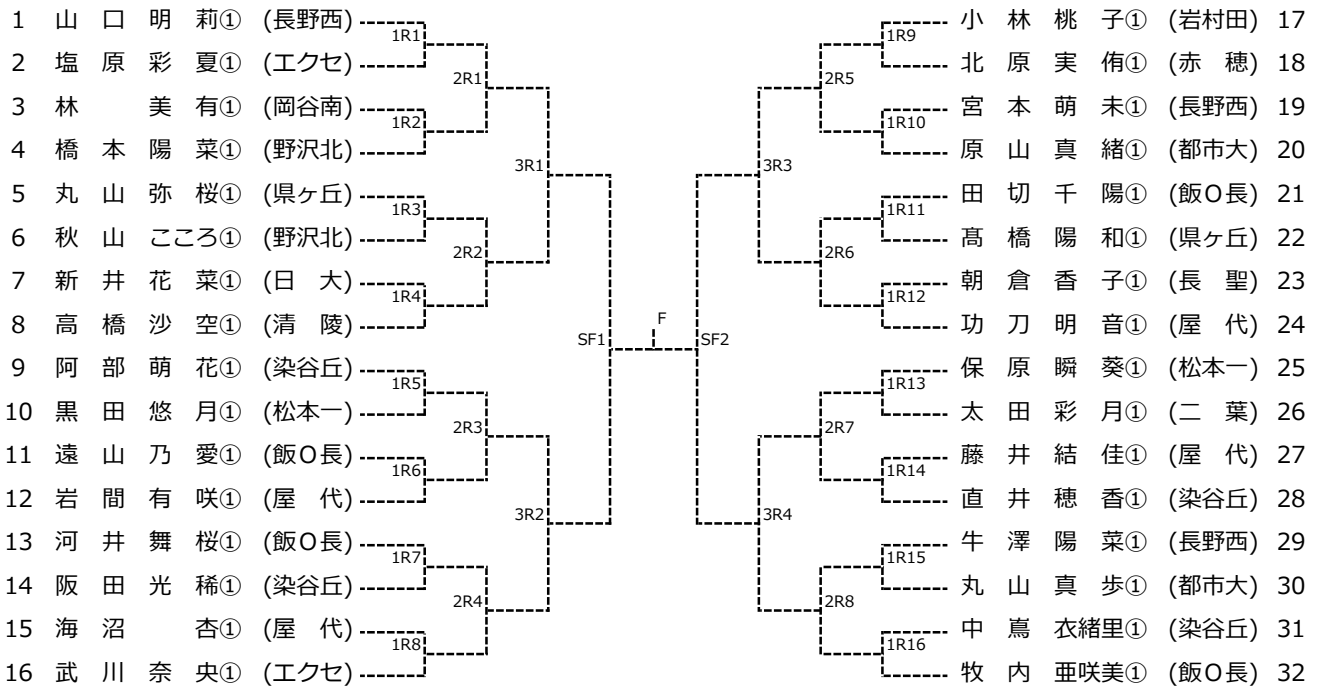 1 山 口 明 莉① (長野西)
1R1
2 塩 原 彩 夏① (エクセ)
2R1
3 林 美 有① (岡谷南)
1R2
4 橋 本 陽 菜① (野沢北)
3R1
5 丸 山 弥 桜① (県ヶ丘)
1R3
6 秋 山 こころ① (野沢北)
2R2
7 新 井 花 菜① (日 大)
1R4
8 高 橋 沙 空① (清 陵)
SF1
9 阿 部 萌 花① (染谷丘)
1R5
10 黒 田 悠 月① (松本一)
2R3
11 遠 山 乃 愛① (飯O長)
1R6
12 岩 間 有 咲① (屋 代)
3R2
13 河 井 舞 桜① (飯O長)
1R7
14 阪 田 光 稀① (染谷丘)
2R4
15 海 沼 杏① (屋 代)
1R8
16 武 川 奈 央① (エクセ)
F
小 林 桃 子① (岩村田) 17
1R9
北 原 実 侑① (赤 穂) 18
2R5
宮 本 萌 未① (長野西) 19
1R10
原 山 真 緒① (都市大) 20
3R3
田 切 千 陽① (飯O長) 21
1R11
髙 橋 陽 和① (県ヶ丘) 22
2R6
朝 倉 香 子① (長 聖) 23
1R12
功 刀 明 音① (屋 代) 24
SF2
保 原 瞬 葵① (松本一) 25
1R13
太 田 彩 月① (二 葉) 26
2R7
藤 井 結 佳① (屋 代) 27
1R14
直 井 穂 香① (染谷丘) 28
3R4
牛 澤 陽 菜① (長野西) 29
1R15
丸 山 真 歩① (都市大) 30
2R8
中 嶌 衣緒里① (染谷丘) 31
1R16
牧 内 亜咲美① (飯O長) 32